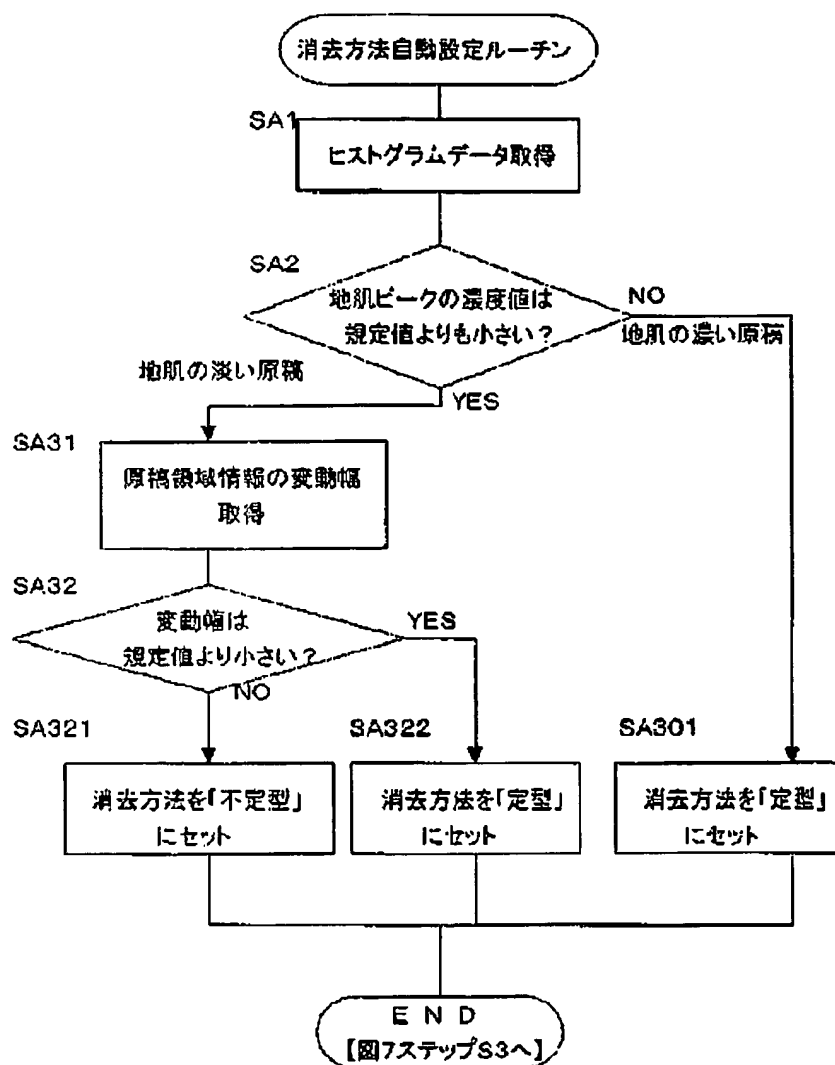 消去方法自動設定ルーチン
SA1
ヒストグラムデータ取得
SA2
地肌ピークの濃度値は
規定値よりも小さい?
NO
地肌の濃い原稿
地肌の淡い原稿
YES
SA31
原稿領域情報の変動幅
取得
SA32
変動幅は
規定値より小さい?
YES
NO
SA321
消去方法を「不定型」
にセット
SA322
消去方法を「定型」
にセット
SA301
消去方法を「定型」
にセット
END
【図7ステップS3へ】